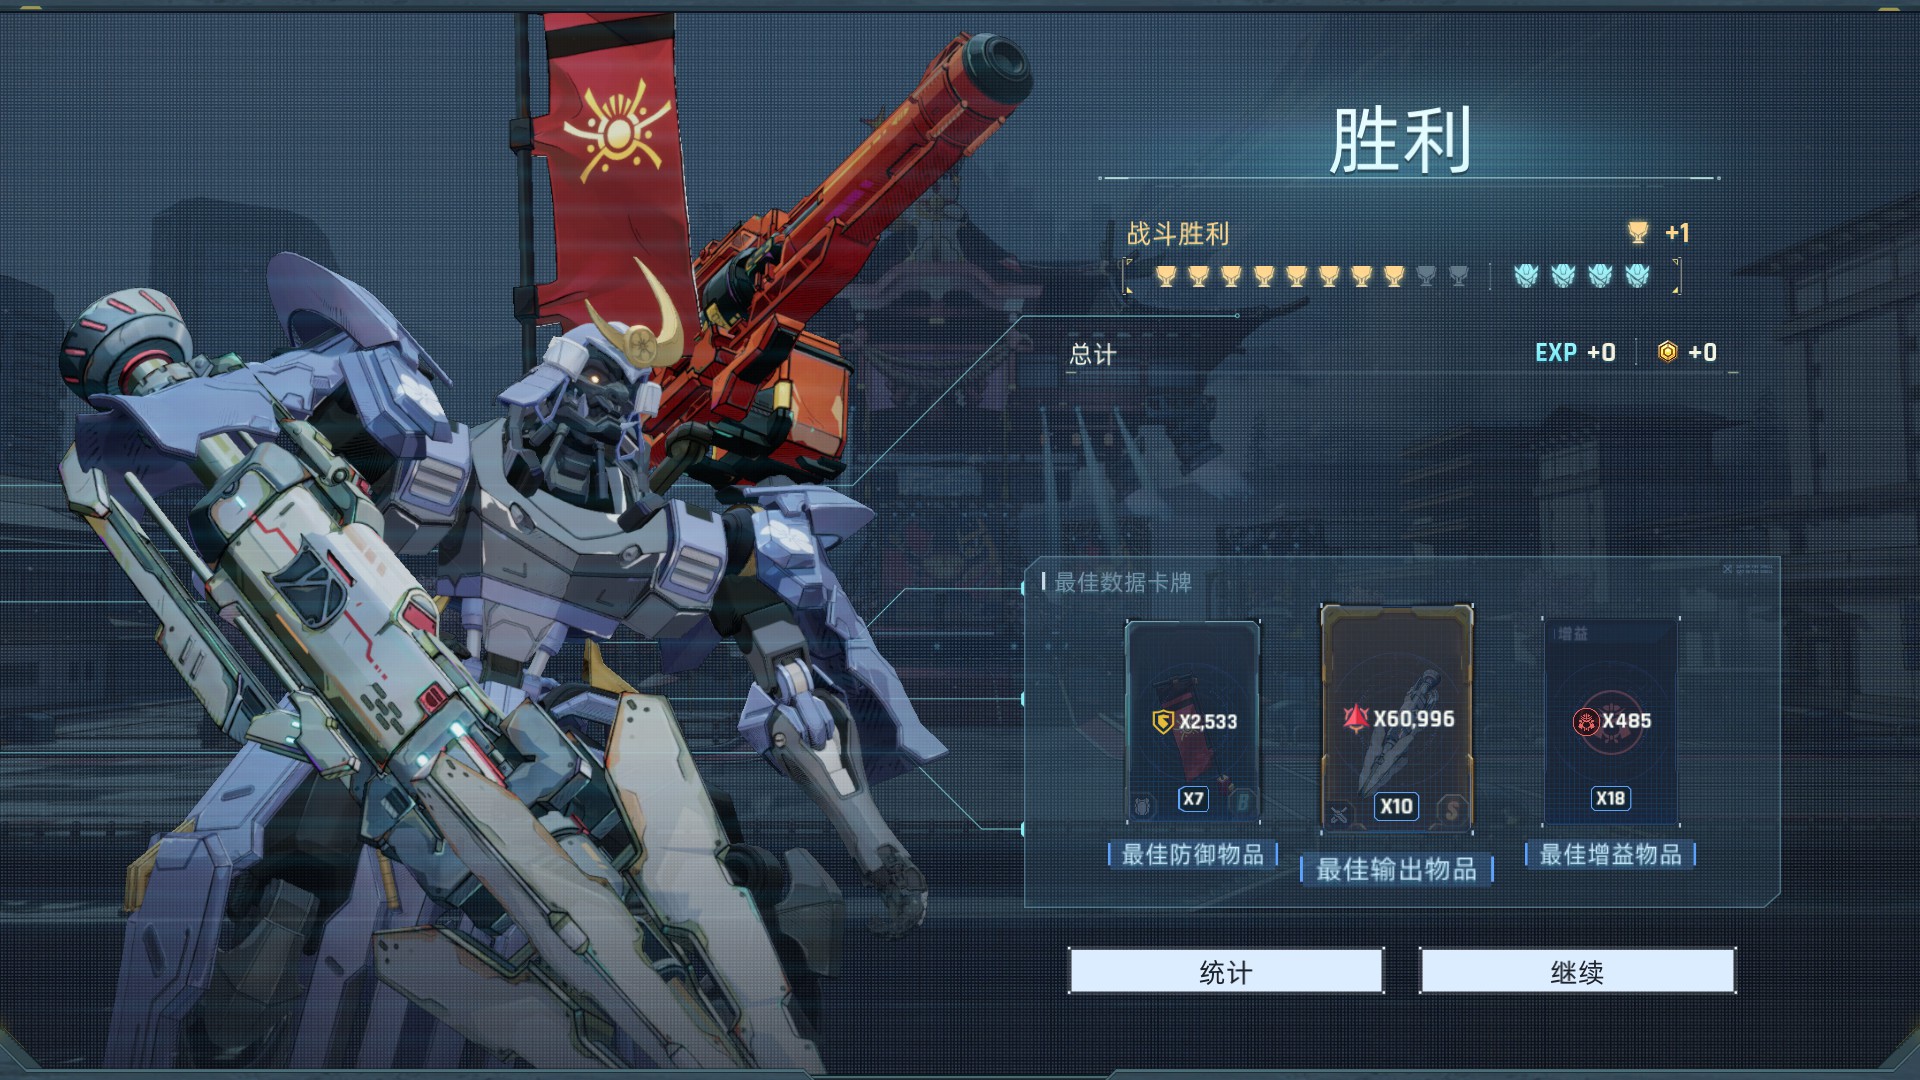 胜利
战斗胜利 +1
总计 EXP +0 +0
最佳数据卡牌
增益
X2,533 X60,996 X485
X7 B X10 S X18
最佳防御物品 最佳输出物品 最佳增益物品
统计 继续